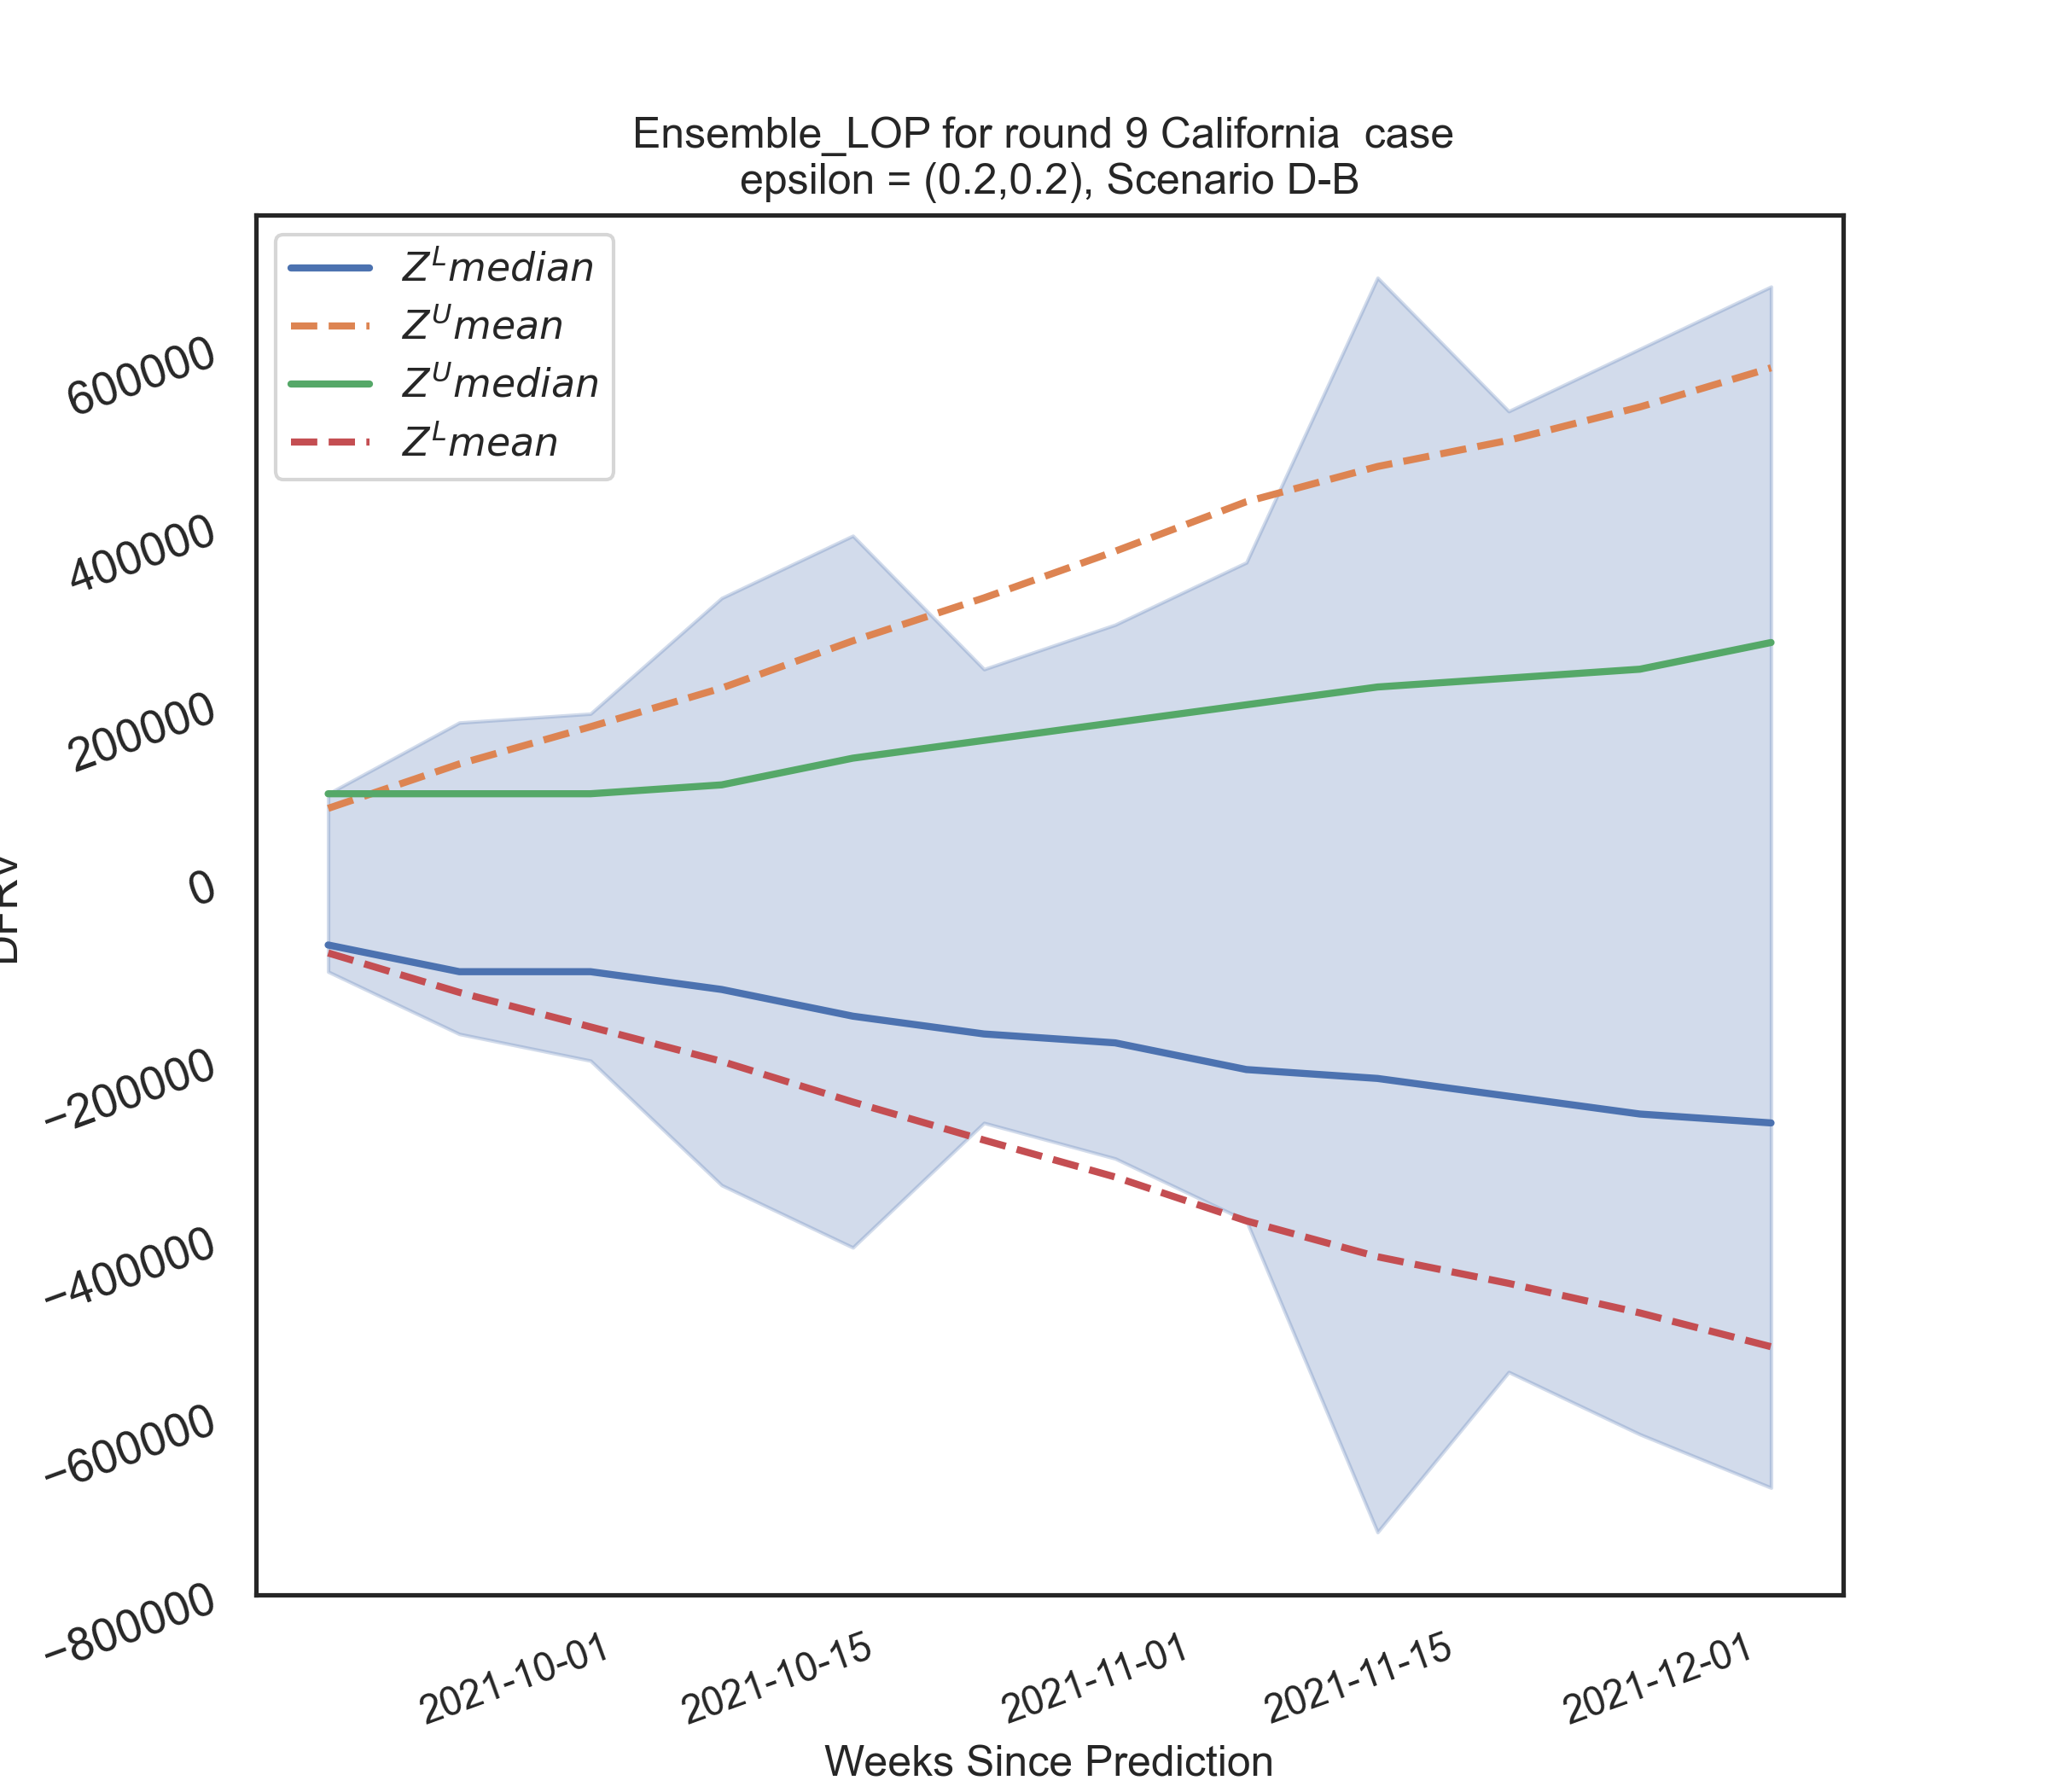 Ensemble_LOP for round 9 California  case
epsilon = (0.2,0.2), Scenario D-B
Z^L median
Z^U mean
Z^U median
Z^L mean
600000
400000
200000
0
−200000
−400000
−600000
−800000
2021-10-01
2021-10-15
2021-11-01
2021-11-15
2021-12-01
Weeks Since Prediction